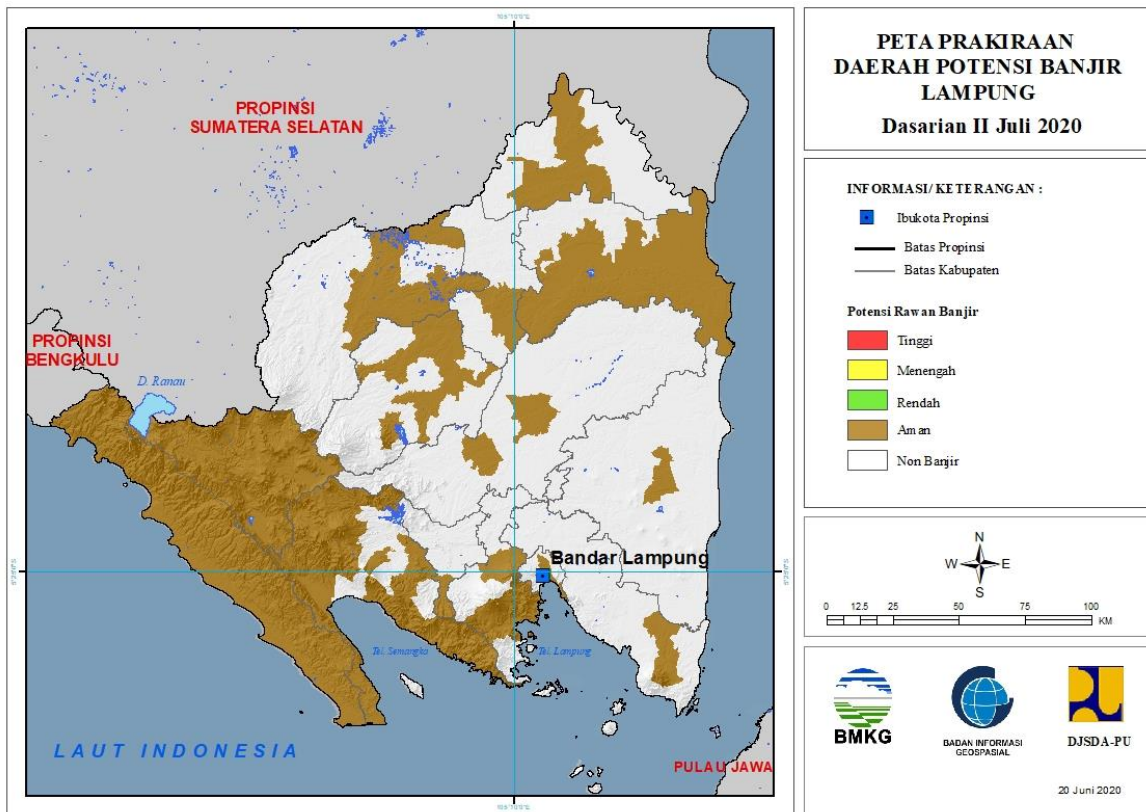 PETA PRAKIRAAN
DAERAH POTENSI BANJIR
LAMPUNG
Dasarian II Juli 2020
PROPINSI
SUMATERA SELATAN
PROPINSI
BENGKULU
D. Ranau
Bandar Lampung
Tel. Semangka
Tel. Lampung
LAUT INDONESIA
PULAU JAWA
INFORMASI/ KETERANGAN :
Ibukota Propinsi
Batas Propinsi
Batas Kabupaten
Potensi Rawan Banjir
Tinggi
Menengah
Rendah
Aman
Non Banjir
N
W E
S
0 12.5 25 50 75 100
KM
BMKG
BADAN INFORMASI
GEOSPASIAL
DJSDA-PU
20 Juni 2020